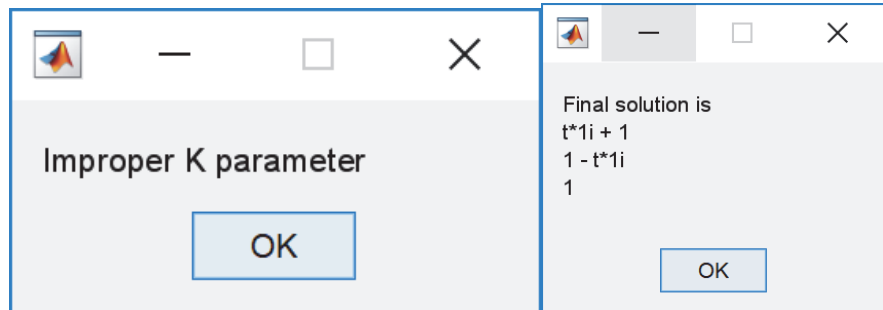 Improper K parameter
OK
Final solution is
t*1i + 1
1 - t*1i
1
OK